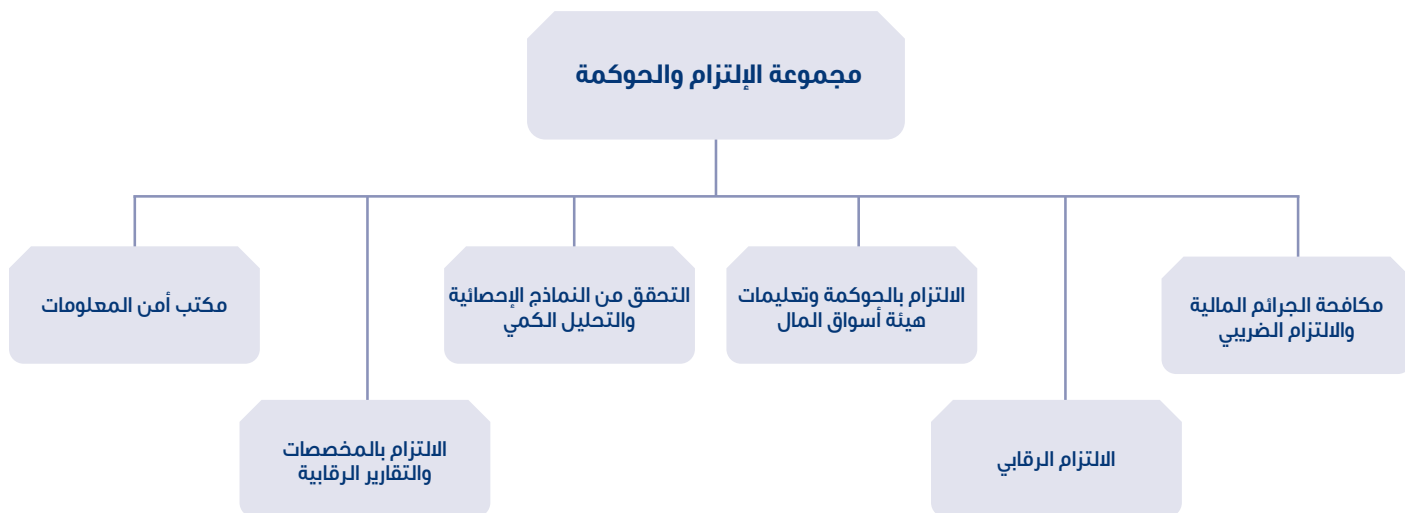 مجموعة الإلتزام والحوكمة
مكافحة الجرائم المالية
والالتزام الضريبي
الالتزام الرقابي
الالتزام بالحوكمة وتعليمات
هيئة أسواق المال
التحقق من النماذج الإحصائية
والتحليل الكمي
الالتزام بالمخصصات
والتقارير الرقابية
مكتب أمن المعلومات